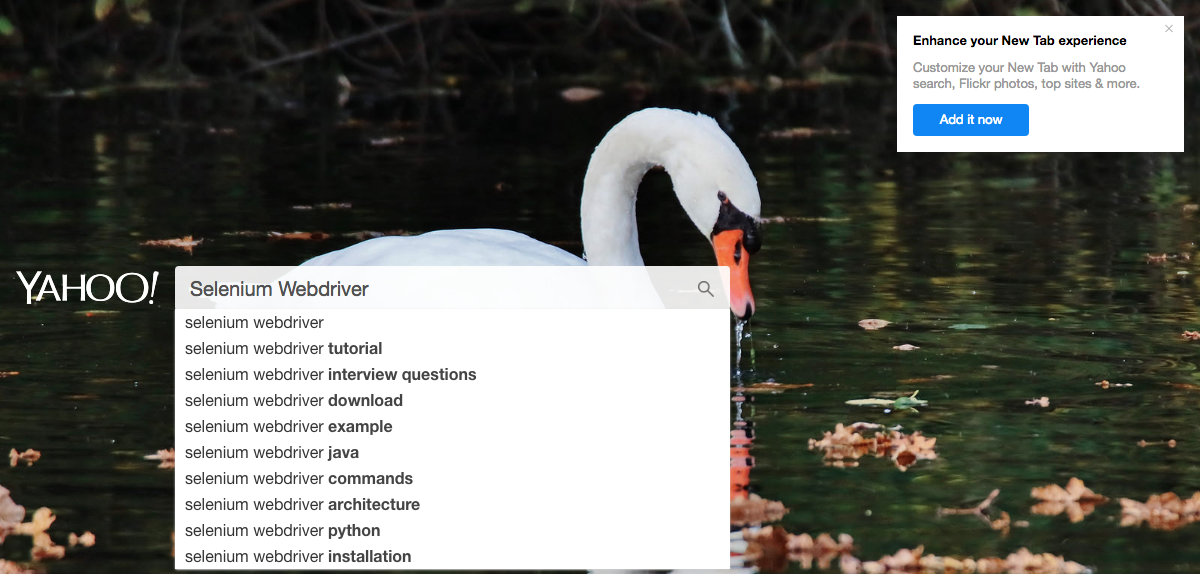 Enhance your New Tab experience
Customize your New Tab with Yahoo
search, Flickr photos, top sites & more.
Add it now
YAHOO!
Selenium Webdriver
selenium webdriver
selenium webdriver tutorial
selenium webdriver interview questions
selenium webdriver download
selenium webdriver example
selenium webdriver java
selenium webdriver commands
selenium webdriver architecture
selenium webdriver python
selenium webdriver installation